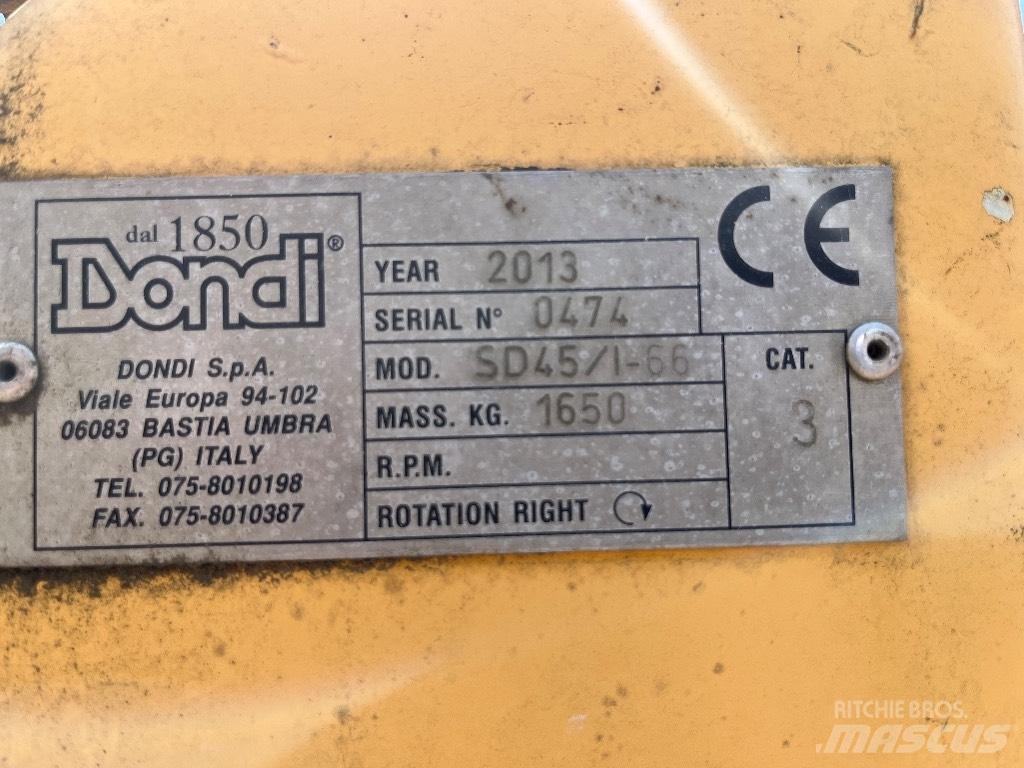 dal 1850
Dondi®
DONDI S.p.A.
Viale Europa 94-102
06083 BASTIA UMBRA
(PG) ITALY
TEL. 075-8010198
FAX. 075-8010387
YEAR 2013
SERIAL N° 0474
MOD. SD45/I-66
MASS. KG. 1650
R.P.M.
ROTATION RIGHT
CE
CAT.
3
RITCHIE BROS.
MASCUS